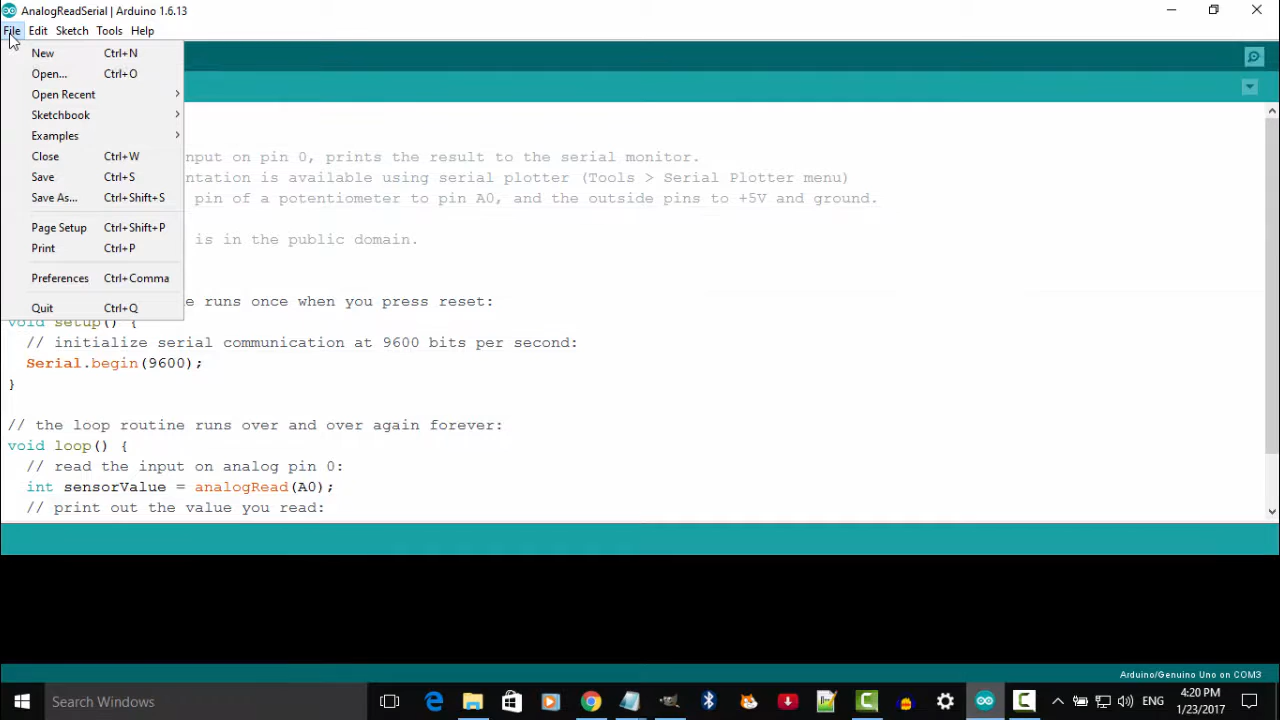 AnalogReadSerial | Arduino 1.6.13
File Edit Sketch Tools Help
New Ctrl+N
Open... Ctrl+O
Open Recent
Sketchbook
Examples
Close Ctrl+W
Save Ctrl+S
Save As... Ctrl+Shift+S
Page Setup Ctrl+Shift+P
Print Ctrl+P
Preferences Ctrl+Comma
Quit Ctrl+Q
nput on pin 0, prints the result to the serial monitor.
ntation is available using serial plotter (Tools > Serial Plotter menu)
pin of a potentiometer to pin A0, and the outside pins to +5V and ground.
is in the public domain.
e runs once when you press reset:
void setup() {
// initialize serial communication at 9600 bits per second:
Serial.begin(9600);
}
// the loop routine runs over and over again forever:
void loop() {
// read the input on analog pin 0:
int sensorValue = analogRead(A0);
// print out the value you read:
Arduino/Genuino Uno on COM3
Search Windows
ENG
4:20 PM
1/23/2017